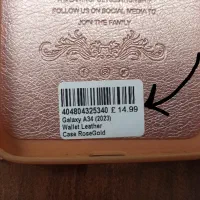 FOLLOW US ON SOCIAL MEDIA TO
JOIN THE FAMILY
404804325340 £ 14.99
Galaxy A34 (2023)
Wallet Leather
Case RoseGold